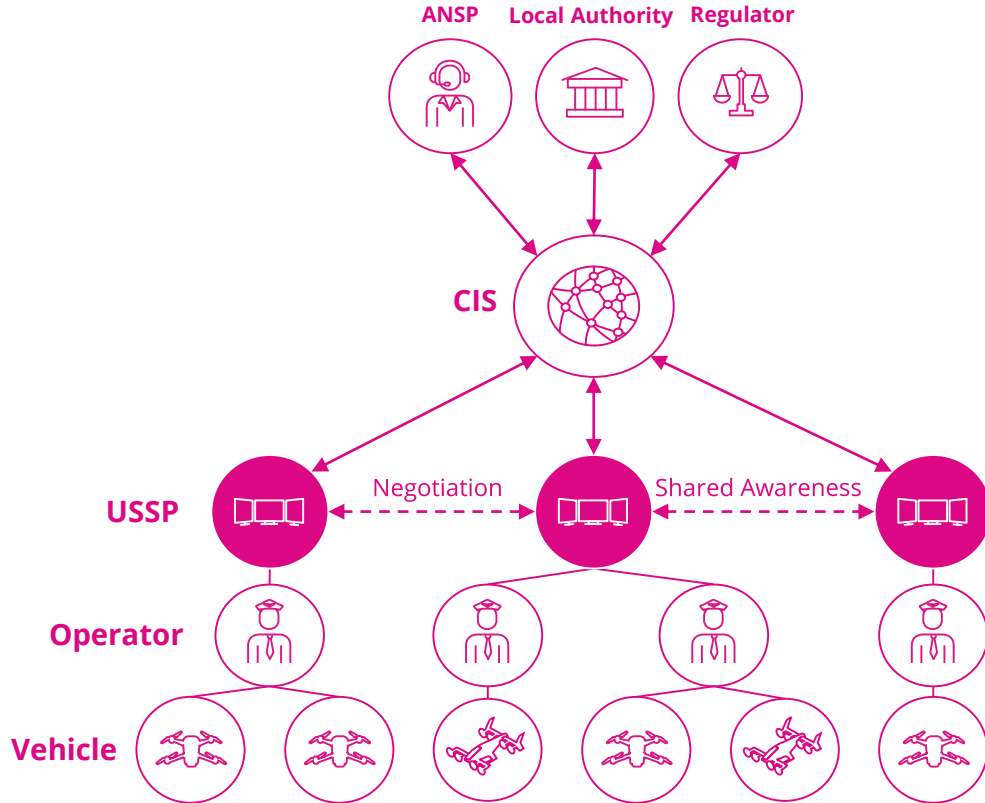 ANSP
Local Authority
Regulator
CIS
USSP
Negotiation
Shared Awareness
Operator
Vehicle